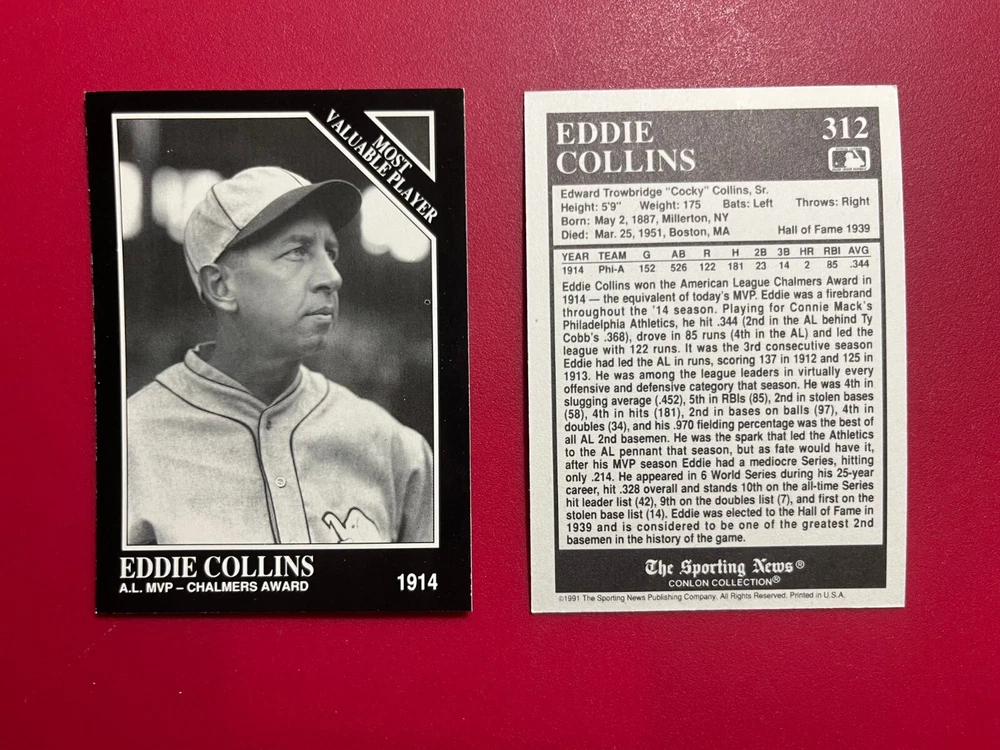 MOST
VALUABLE PLAYER
EDDIE COLLINS
A.L. MVP – CHALMERS AWARD
1914
EDDIE
COLLINS
312
Edward Trowbridge "Cocky" Collins, Sr.
Height: 5'9" Weight: 175 Bats: Left Throws: Right
Born: May 2, 1887, Millerton, NY
Died: Mar. 25, 1951, Boston, MA Hall of Fame 1939
YEAR TEAM G AB R H 2B 3B HR RBI AVG
1914 Phi-A 152 526 122 181 23 14 2 85 .344
Eddie Collins won the American League Chalmers Award in
1914 — the equivalent of today's MVP. Eddie was a firebrand
throughout the '14 season. Playing for Connie Mack's
Philadelphia Athletics, he hit .344 (2nd in the AL behind Ty
Cobb's .368), drove in 85 runs (4th in the AL) and led the
league with 122 runs. It was the 3rd consecutive season
Eddie had led the AL in runs, scoring 137 in 1912 and 125 in
1913. He was among the league leaders in virtually every
offensive and defensive category that season. He was 4th in
slugging average (.452), 5th in RBIs (85), 2nd in stolen bases
(58), 4th in hits (181), 2nd in bases on balls (97), 4th in
doubles (34), and his .970 fielding percentage was the best of
all AL 2nd basemen. He was the spark that led the Athletics
to the AL pennant that season, but as fate would have it,
after his MVP season Eddie had a mediocre Series, hitting
only .214. He appeared in 6 World Series during his 25-year
career, hit .328 overall and stands 10th on the all-time Series
hit leader list (42), 9th on the doubles list (7), and first on the
stolen base list (14). Eddie was elected to the Hall of Fame in
1939 and is considered to be one of the greatest 2nd
basemen in the history of the game.
The Sporting News®
CONLON COLLECTION®
©1991 The Sporting News Publishing Company. All Rights Reserved. Printed in U.S.A.